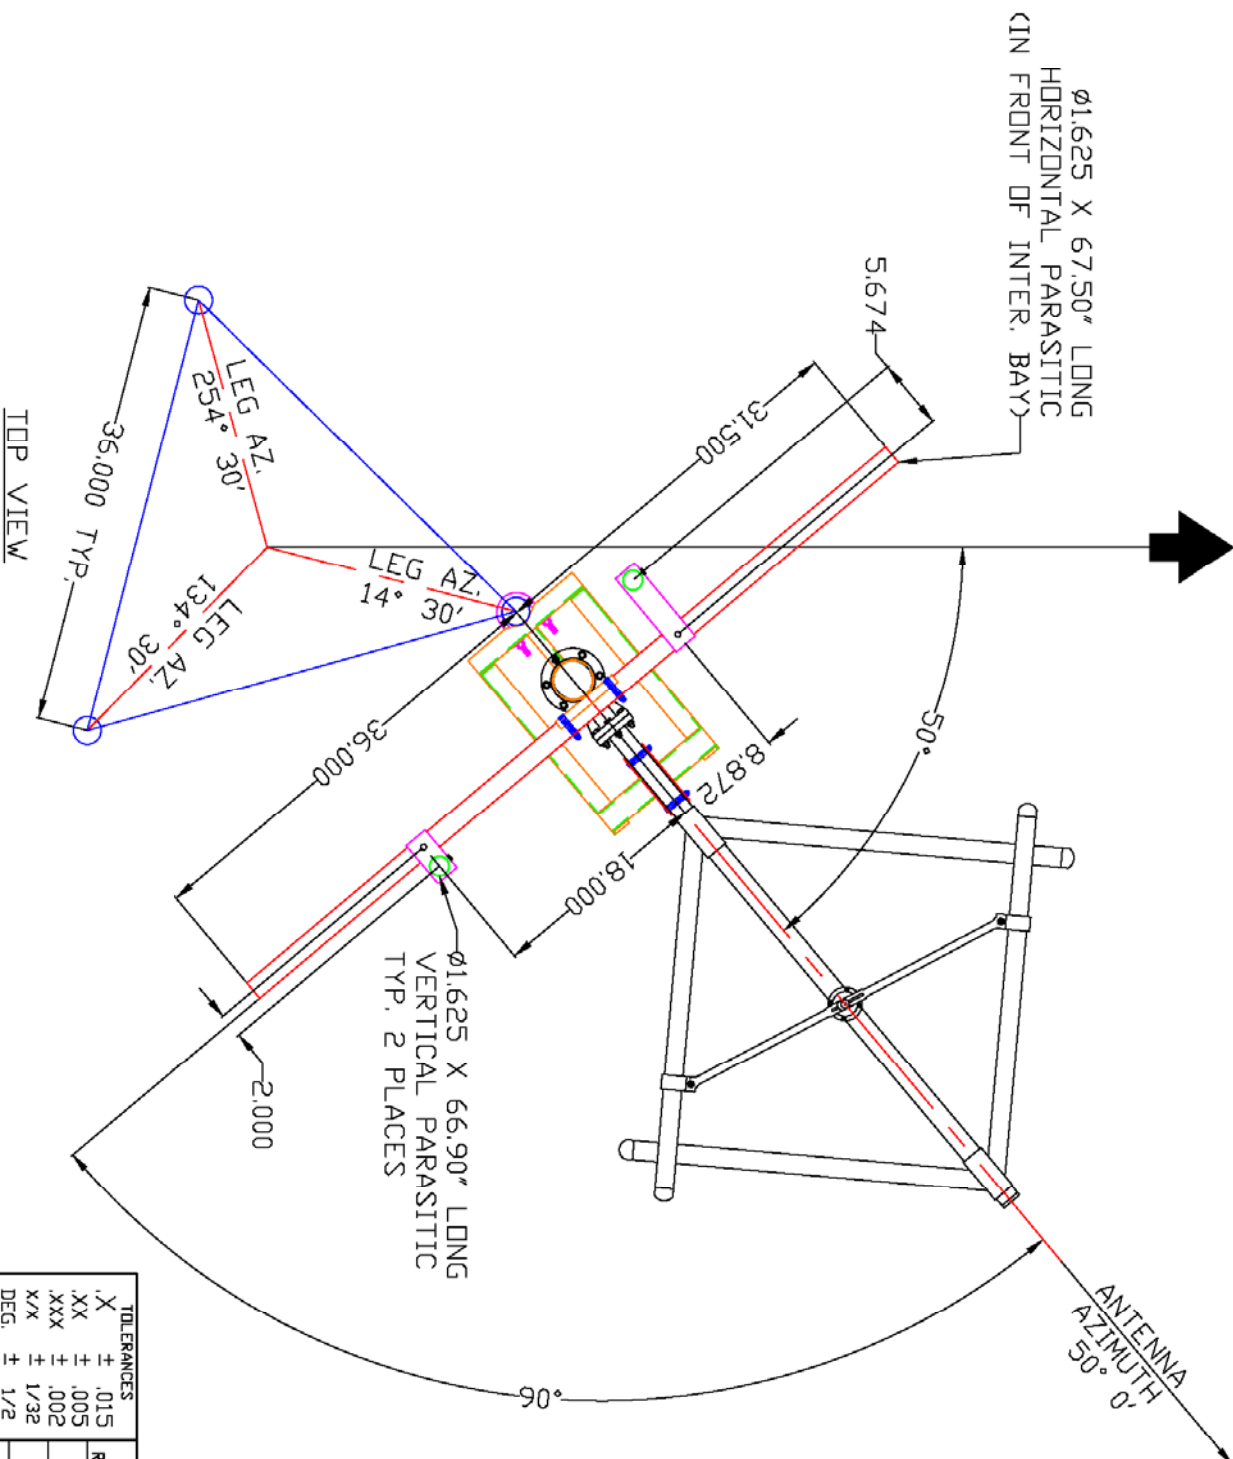 Ø1.625 X 67.50" LONG
HORIZONTAL PARASITIC
(IN FRONT OF INTER. BAY)
5.674
31.500
LEG AZ.
254° 30'
LEG AZ.
14° 30'
LEG AZ.
134° 30'
36.000 TYP.
TOP VIEW
50°
8.872
18.000
36.000
Ø1.625 X 66.90" LONG
VERTICAL PARASITIC
TYP. 2 PLACES
2.000
90°
ANTENNA
AZIMUTH
50° 0'
TOLERANCES
.X ± .015
.XX ± .005
.XXX ± .002
X/X ± 1/32
DEG. ± 1/2